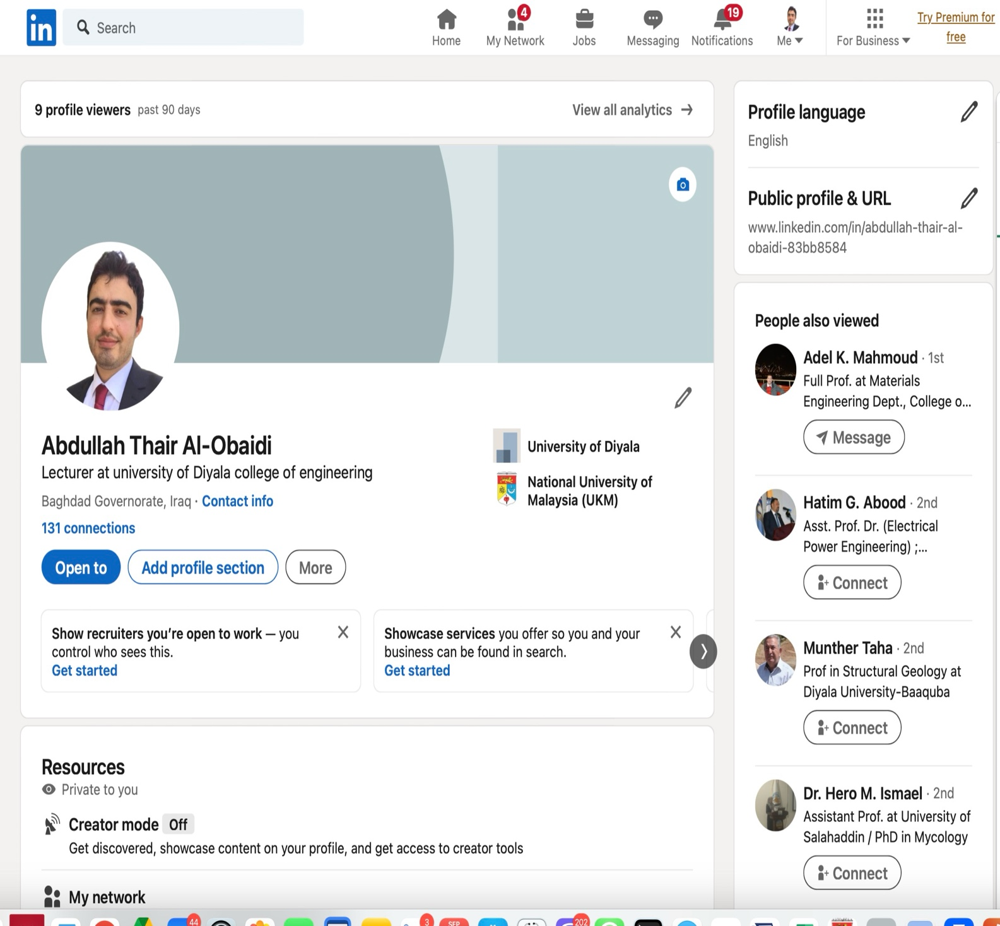 in
Search
Home
4
My Network
Jobs
Messaging
19
Notifications
Me
For Business
Try Premium for
free
9 profile viewers past 90 days
View all analytics →
Abdullah Thair Al-Obaidi
Lecturer at university of Diyala college of engineering
Baghdad Governorate, Iraq · Contact info
131 connections
Open to
Add profile section
More
University of Diyala
National University of
Malaysia (UKM)
Show recruiters you’re open to work — you
control who sees this.
Get started
Showcase services you offer so you and your
business can be found in search.
Get started
Resources
Private to you
Creator mode Off
Get discovered, showcase content on your profile, and get access to creator tools
My network
Profile language
English
Public profile & URL
www.linkedin.com/in/abdullah-thair-al-
obaidi-83bb8584
People also viewed
Adel K. Mahmoud · 1st
Full Prof. at Materials
Engineering Dept., College o...
Message
Hatim G. Abood · 2nd
Asst. Prof. Dr. (Electrical
Power Engineering) ;...
Connect
Munther Taha · 2nd
Prof in Structural Geology at
Diyala University-Baaquba
Connect
Dr. Hero M. Ismael · 2nd
Assistant Prof. at University of
Salahaddin / PhD in Mycology
Connect
44
3
SEP
202